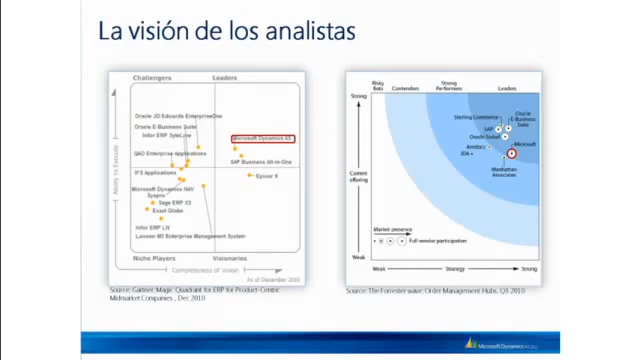 La visión de los analistas
Challengers
Leaders
Oracle JD Edwards EnterpriseOne
Oracle E-Business Suite
Infor ERP SyteLine
Microsoft Dynamics AX
QAD Enterprise Applications
SAP Business All-in-One
IFS Applications
Epicor 9
Microsoft Dynamics NAV
Syspro
Sage ERP X3
Exact Globe
Infor ERP LN
Lawson M3 Enterprise Management System
Ability to Execute
Niche Players
Visionaries
Completeness of Vision
As of December 2010
Source: Gartner Magic Quadrant for ERP for Product-Centric
Midmarket Companies , Dec 2010
Risky
Bets
Contenders
Strong
Performers
Leaders
Strong
Current
offering
Weak
Sterling Commerce
Oracle
E-Business
Suite
SAP
Oracle Siebel
Microsoft
Amdocs
JDA
Manhattan
Associates
Market presence
Full vendor participation
Weak
Strategy
Strong
Source: The Forrester wave: Order Management Hubs, Q3 2010
Microsoft Dynamics